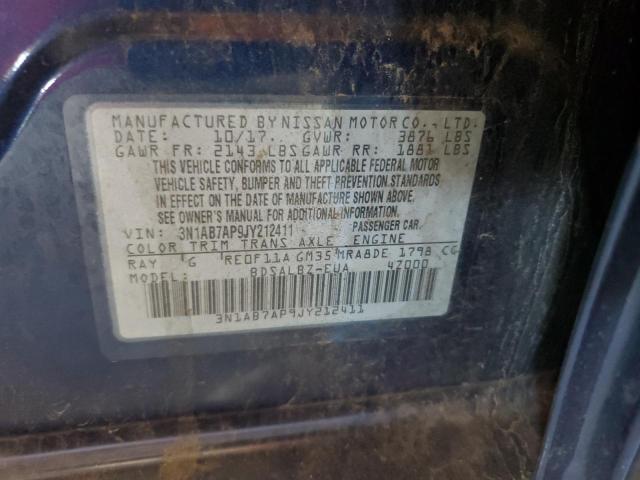 MANUFACTURED BY NISSAN MOTOR CO., LTD.
DATE: 10/17. GVWR: 3876 LBS
GAWR FR: 2143 LBS GAWR RR: 1881 LBS
THIS VEHICLE CONFORMS TO ALL APPLICABLE FEDERAL MOTOR
VEHICLE SAFETY, BUMPER AND THEFT PREVENTION STANDARDS
IN EFFECT ON THE DATE OF MANUFACTURE SHOWN ABOVE.
SEE OWNER'S MANUAL FOR ADDITIONAL INFORMATION.
VIN: 3N1AB7AP9JY212411 PASSENGER CAR.
COLOR TRIM TRANS AXLE ENGINE
RAY G RE0F11A GM35 MRA8DE 1798 CC
MODEL: BDSALBZ-EUA 42000
3N1AB7AP9JY212411